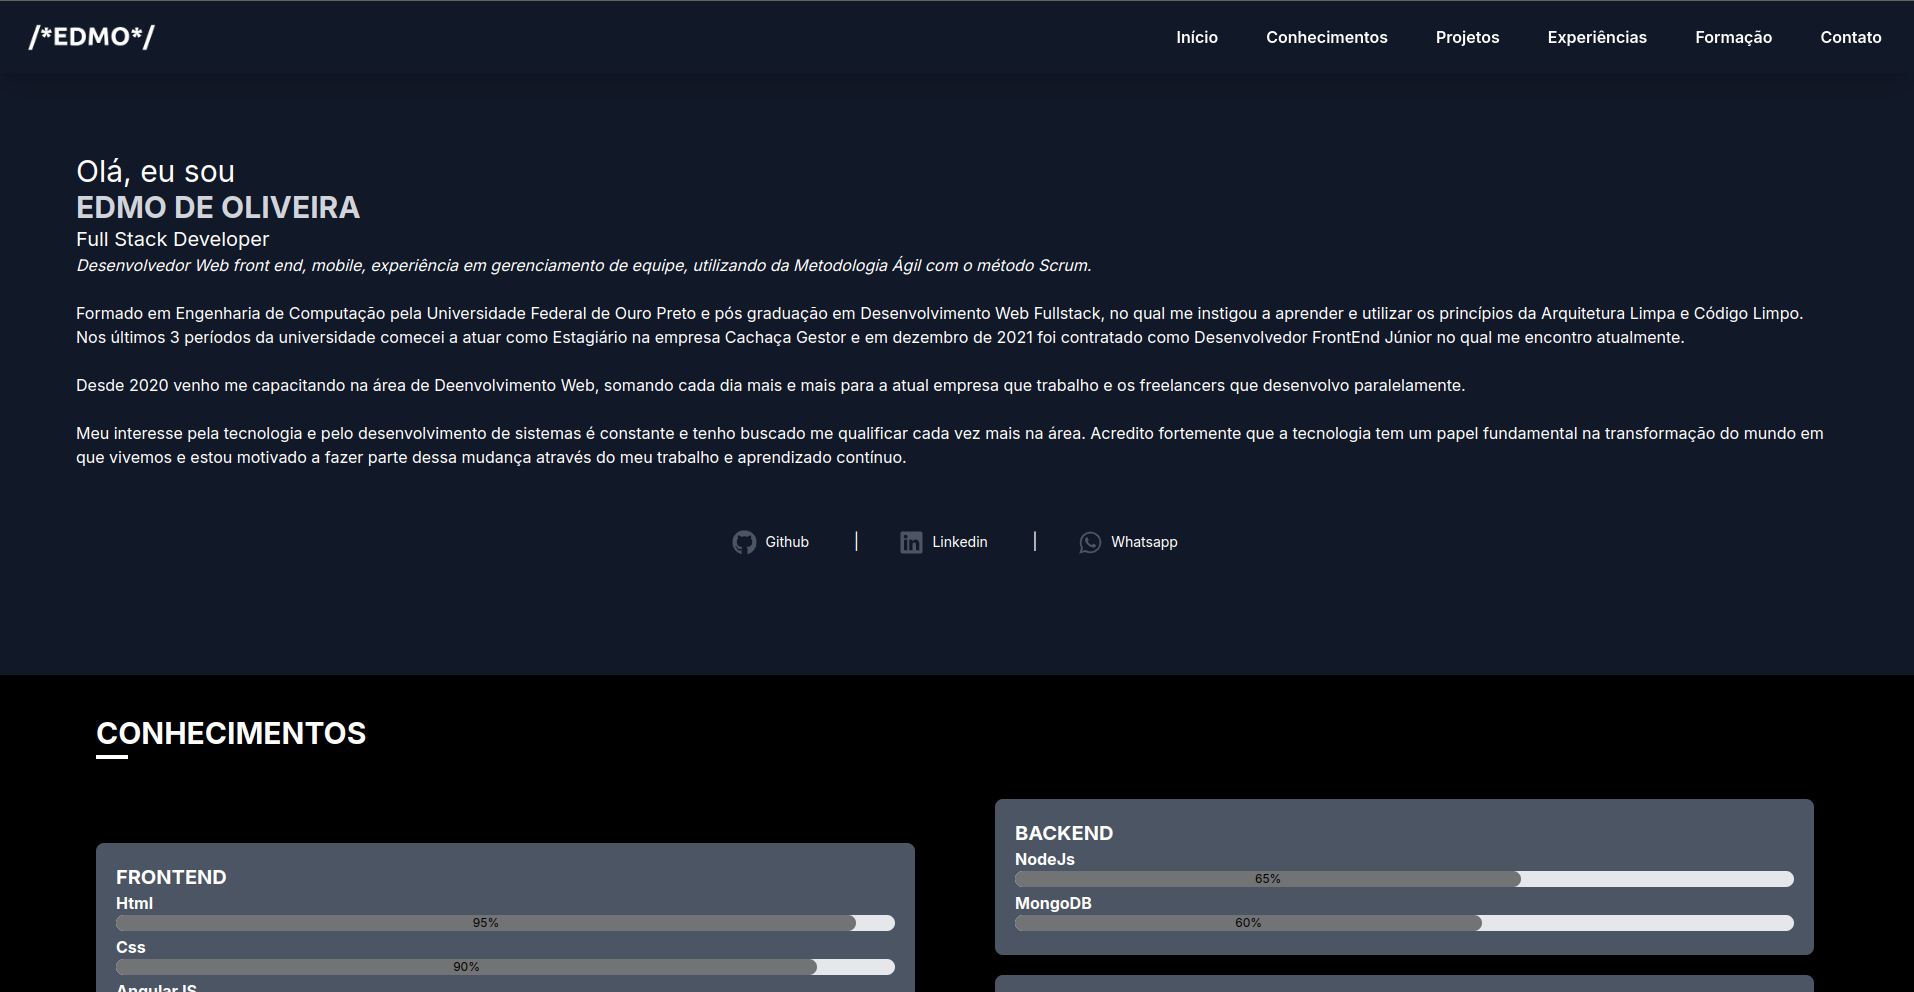 /*EDMO*/
Início Conhecimentos Projetos Experiências Formação Contato
Olá, eu sou
EDMO DE OLIVEIRA
Full Stack Developer
Desenvolvedor Web front end, mobile, experiência em gerenciamento de equipe, utilizando da Metodologia Ágil com o método Scrum.
Formado em Engenharia de Computação pela Universidade Federal de Ouro Preto e pós graduação em Desenvolvimento Web Fullstack, no qual me instigou a aprender e utilizar os princípios da Arquitetura Limpa e Código Limpo.
Nos últimos 3 períodos da universidade comecei a atuar como Estagiário na empresa Cachaça Gestor e em dezembro de 2021 foi contratado como Desenvolvedor FrontEnd Júnior no qual me encontro atualmente.
Desde 2020 venho me capacitando na área de Deenvolvimento Web, somando cada dia mais e mais para a atual empresa que trabalho e os freelancers que desenvolvo paralelamente.
Meu interesse pela tecnologia e pelo desenvolvimento de sistemas é constante e tenho buscado me qualificar cada vez mais na área. Acredito fortemente que a tecnologia tem um papel fundamental na transformação do mundo em
que vivemos e estou motivado a fazer parte dessa mudança através do meu trabalho e aprendizado contínuo.
Github | Linkedin | Whatsapp
CONHECIMENTOS
FRONTEND
Html
95%
Css
90%
AngularJS
BACKEND
NodeJs
65%
MongoDB
60%